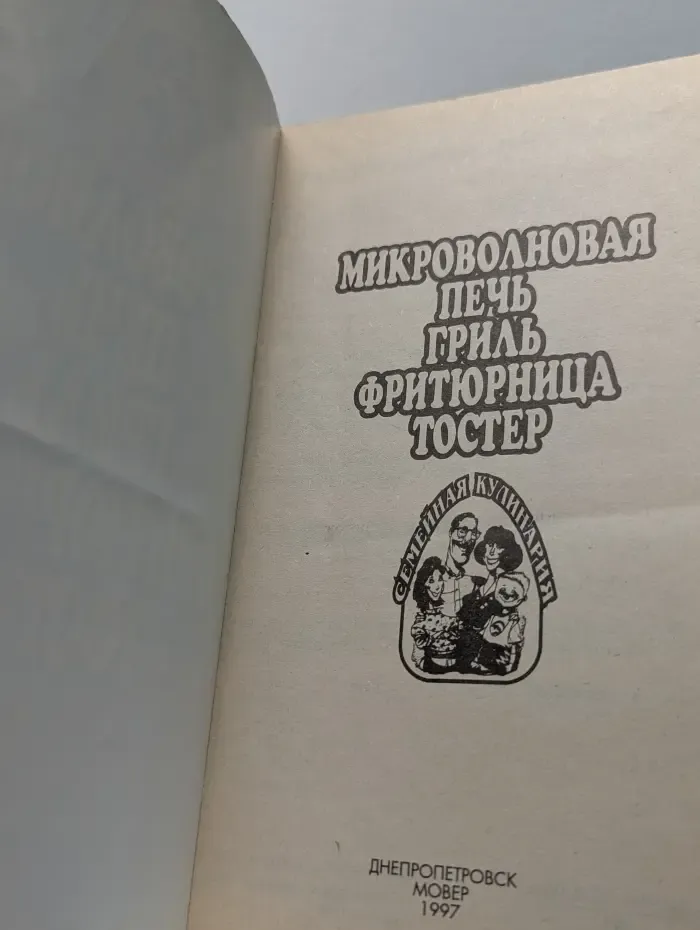 МИКРОВОЛНОВАЯ
ПЕЧЬ
ГРИЛЬ
ФРИТЮРНИЦА
ТОСТЕР
СЕМЕЙНАЯ КУЛИНАРИЯ
ДНЕПРОПЕТРОВСК
МОВЕР
1997